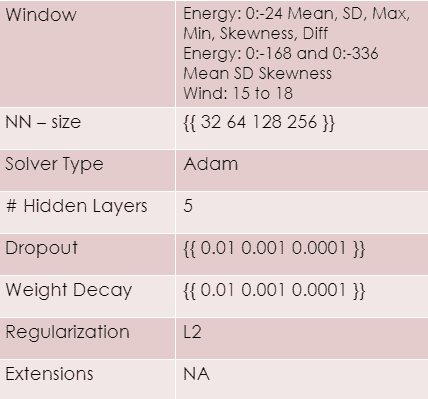 Window
Energy: 0:-24 Mean, SD, Max,
Min, Skewness, Diff
Energy: 0:-168 and 0:-336
Mean SD Skewness
Wind: 15 to 18
NN – size
{{ 32 64 128 256 }}
Solver Type
Adam
# Hidden Layers
5
Dropout
{{ 0.01 0.001 0.0001 }}
Weight Decay
{{ 0.01 0.001 0.0001 }}
Regularization
L2
Extensions
NA